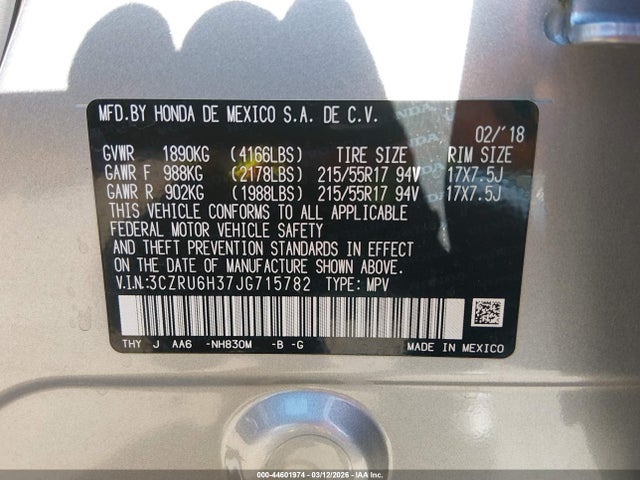 MFD.BY HONDA DE MEXICO S.A. DE C.V.
02/'18
GVWR 1890KG (4166LBS) TIRE SIZE RIM SIZE
GAWR F 988KG (2178LBS) 215/55R17 94V 17X7.5J
GAWR R 902KG (1988LBS) 215/55R17 94V 17X7.5J
THIS VEHICLE CONFORMS TO ALL APPLICABLE
FEDERAL MOTOR VEHICLE SAFETY
AND THEFT PREVENTION STANDARDS IN EFFECT
ON THE DATE OF MANUFACTURE SHOWN ABOVE.
V.I.N:3CZRU6H37JG715782 TYPE: MPV
THY J AA6 -NH830M -B -G MADE IN MEXICO
000-44601974 - 03/12/2026 - IAA Inc.